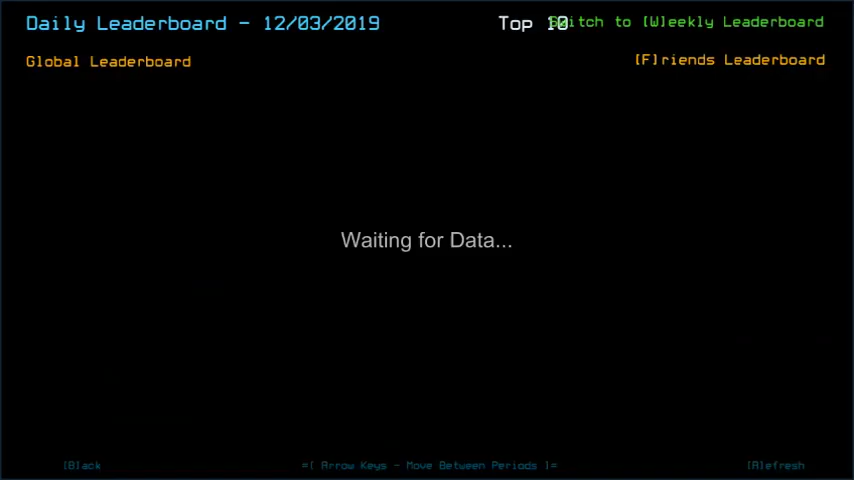 Daily Leaderboard - 12/03/2019
Top 10
Switch to [W]eekly Leaderboard
Global Leaderboard
[F]riends Leaderboard
Waiting for Data...
[B]ack
=[ Arrow Keys - Move Between Periods ]=
[R]efresh